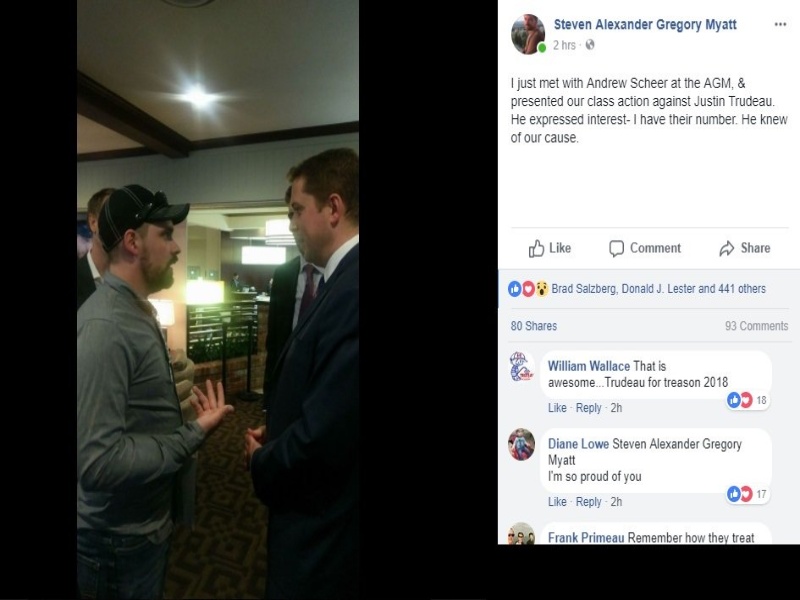 Steven Alexander Gregory Myatt
2 hrs ·
I just met with Andrew Scheer at the AGM, &
presented our class action against Justin Trudeau.
He expressed interest- I have their number. He knew
of our cause.
Like Comment Share
Brad Salzberg, Donald J. Lester and 441 others
80 Shares 93 Comments
William Wallace That is
awesome...Trudeau for treason 2018
18
Like · Reply · 2h
Diane Lowe Steven Alexander Gregory
Myatt
I'm so proud of you
17
Like · Reply · 2h
Frank Primeau Remember how they treat